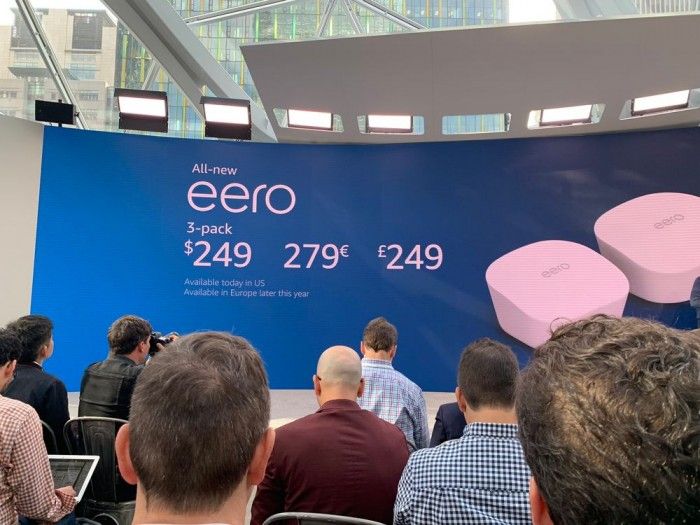 All-new
eero
3-pack
$249 279€ £249
Available today in US
Available in Europe later this year
eero
eero